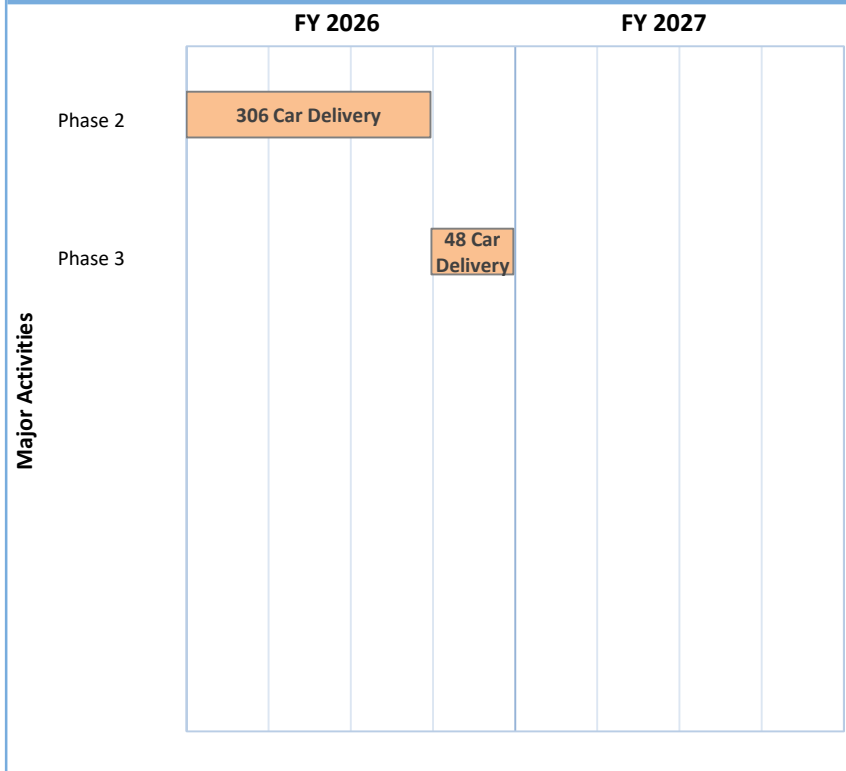 FY 2026
FY 2027
Phase 2
306 Car Delivery
Phase 3
48 Car
Delivery
Major Activities